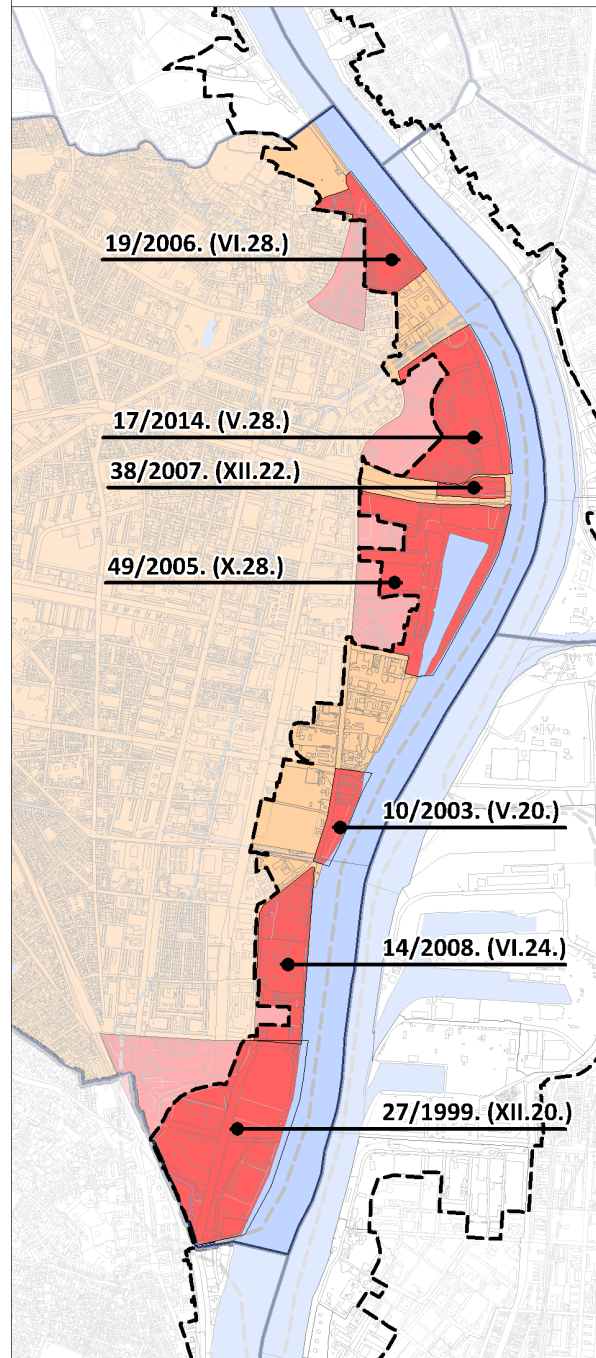 19/2006. (VI.28.)
17/2014. (V.28.)
38/2007. (XII.22.)
49/2005. (X.28.)
10/2003. (V.20.)
14/2008. (VI.24.)
27/1999. (XII.20.)